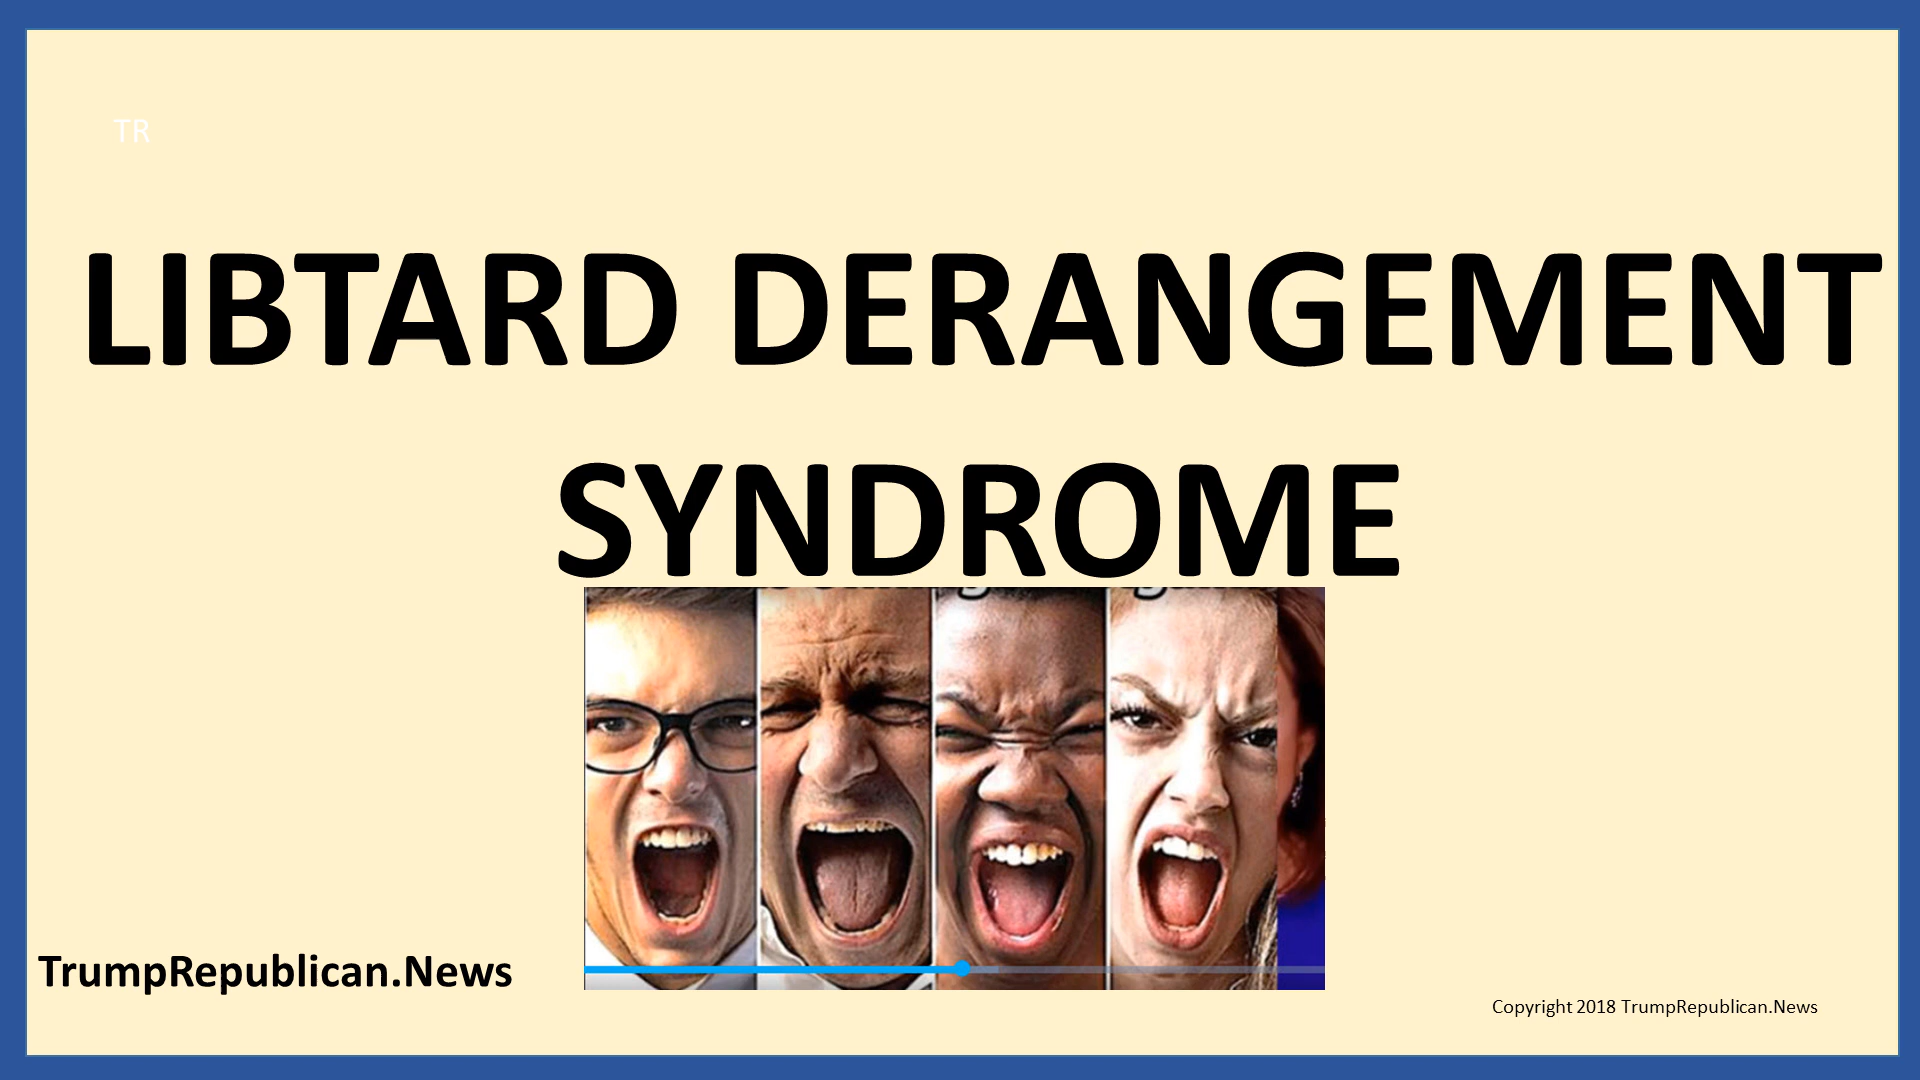 TR
LIBTARD DERANGEMENT
SYNDROME
TrumpRepublican.News
Copyright 2018 TrumpRepublican.News